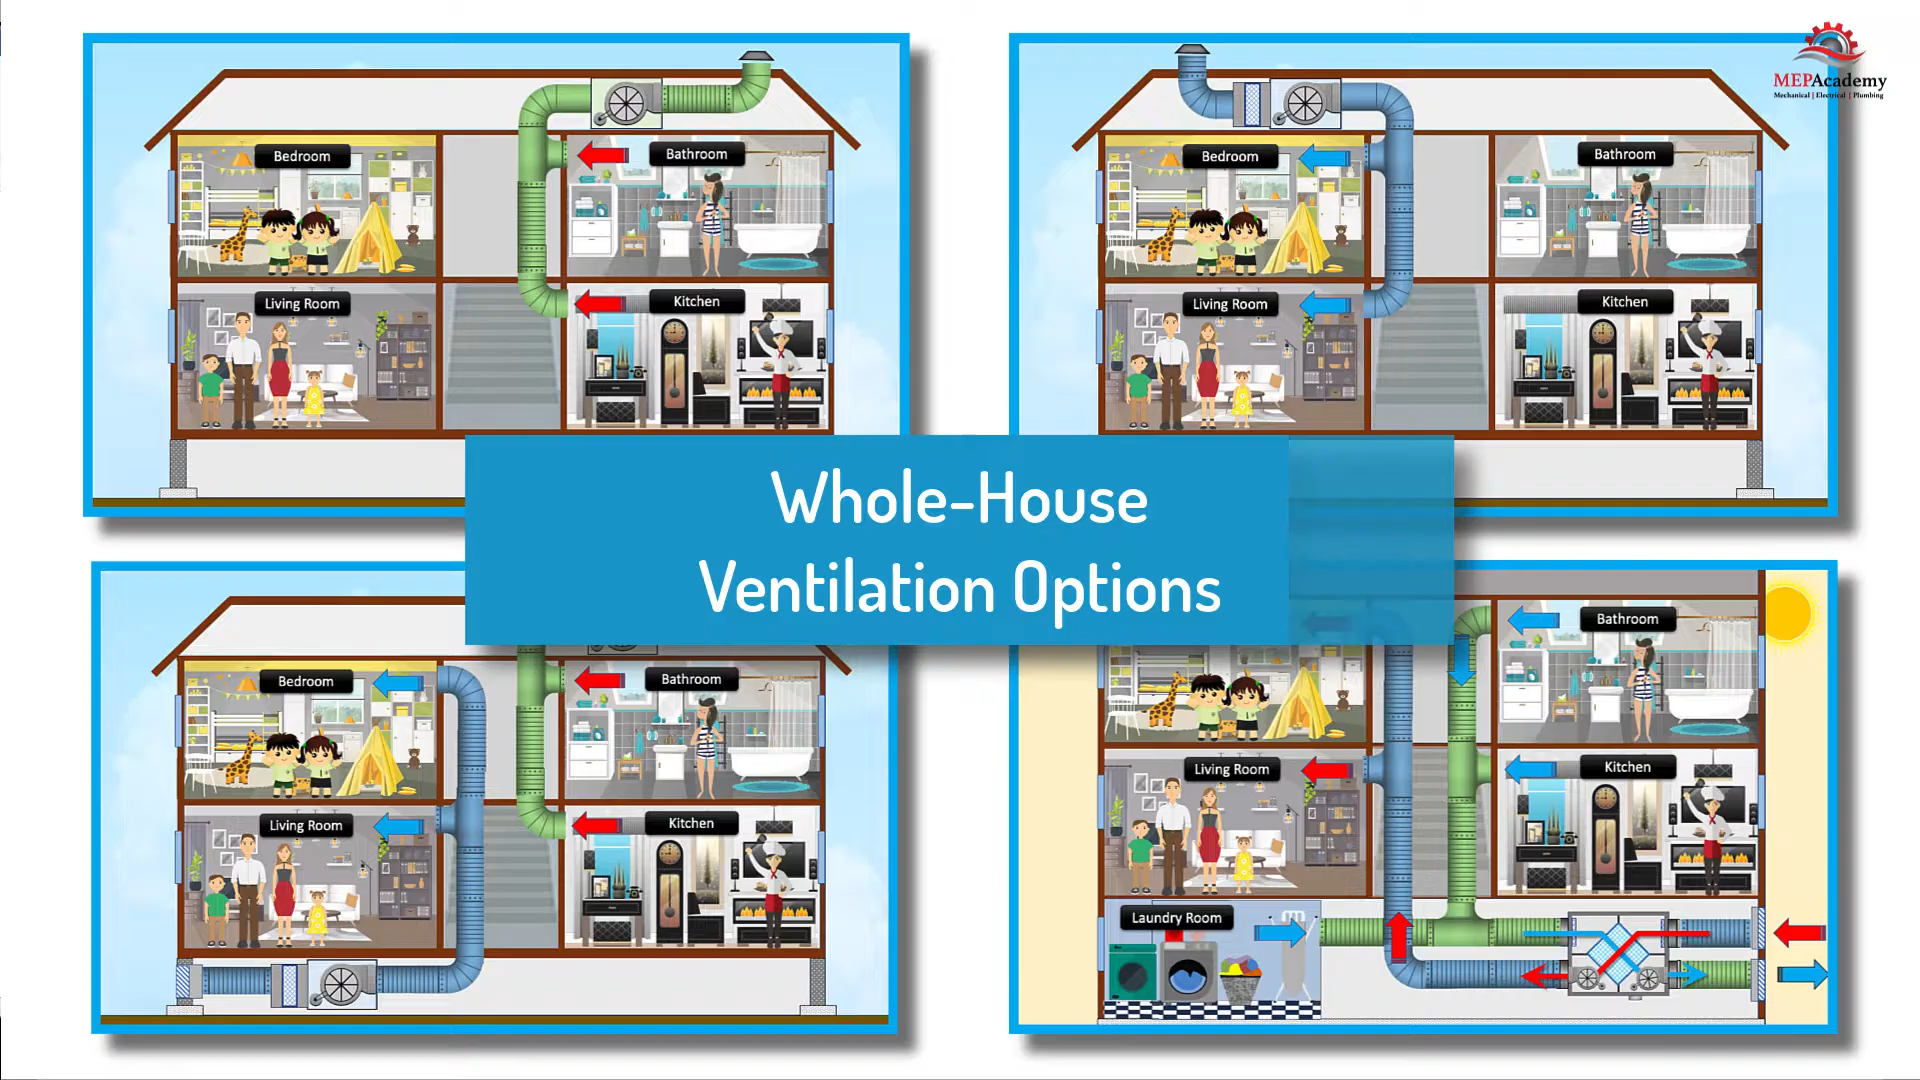 MEPAcademy
Mechanical | Electrical | Plumbing
Bedroom
Bathroom
Living Room
Kitchen
Bedroom
Bathroom
Living Room
Kitchen
Whole-House
Ventilation Options
Bedroom
Bathroom
Living Room
Kitchen
Bathroom
Living Room
Kitchen
Laundry Room